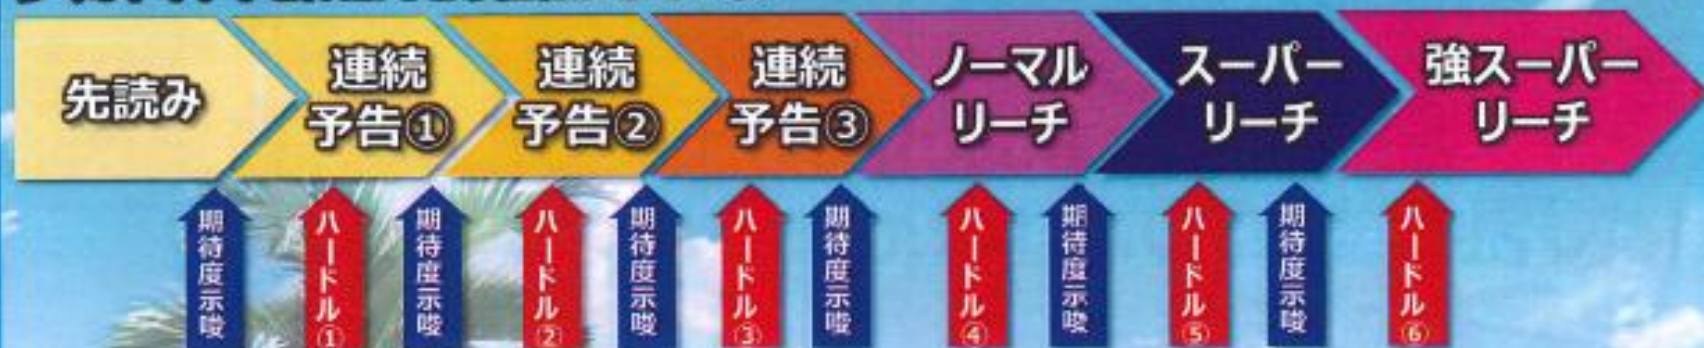 先読み
連続
予告①
連続
予告②
連続
予告③
ノーマル
リーチ
スーパー
リーチ
強スーパー
リーチ
期待度示唆
ハードル①
期待度示唆
ハードル②
期待度示唆
ハードル③
期待度示唆
ハードル④
期待度示唆
ハードル⑤
期待度示唆
ハードル⑥